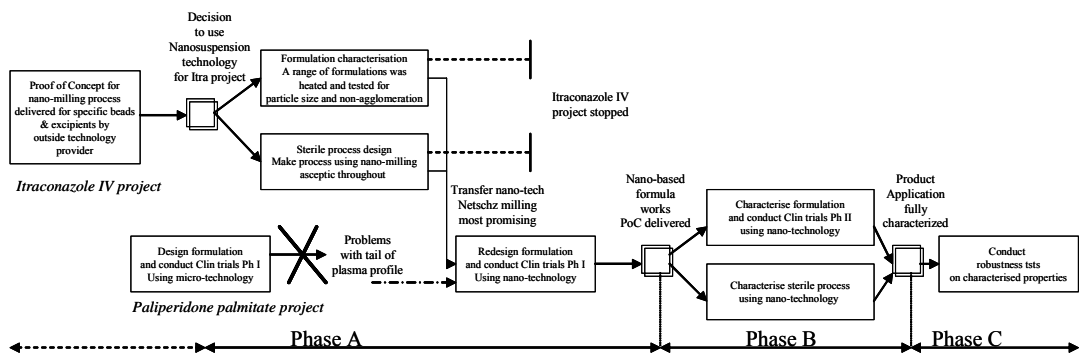 Decision
to use
Nanosuspension
technology
for Itra project
Proof of Concept for
nano-milling process
delivered for specific beads
& excipients by
outside technology
provider
Itraconazole IV project
Formulation characterisation
A range of formulations was
heated and tested for
particle size and non-agglomeration
Itraconazole IV
project stopped
Sterile process design
Make process using nano-milling
asceptic throughout
Transfer nano-tech
Netschz milling
most promising
Design formulation
and conduct Clin trials Ph I
Using micro-technology
Paliperidone palmitate project
Problems
with tail of
plasma profile
Redesign formulation
and conduct Clin trials Ph I
Using nano-technology
Nano-based
formula
works
PoC delivered
Characterise formulation
and conduct Clin trials Ph II
using nano-technology
Characterise sterile process
using nano-technology
Product
Application
fully
characterized
Conduct
robustness tsts
on characterised properties
Phase A
Phase B
Phase C